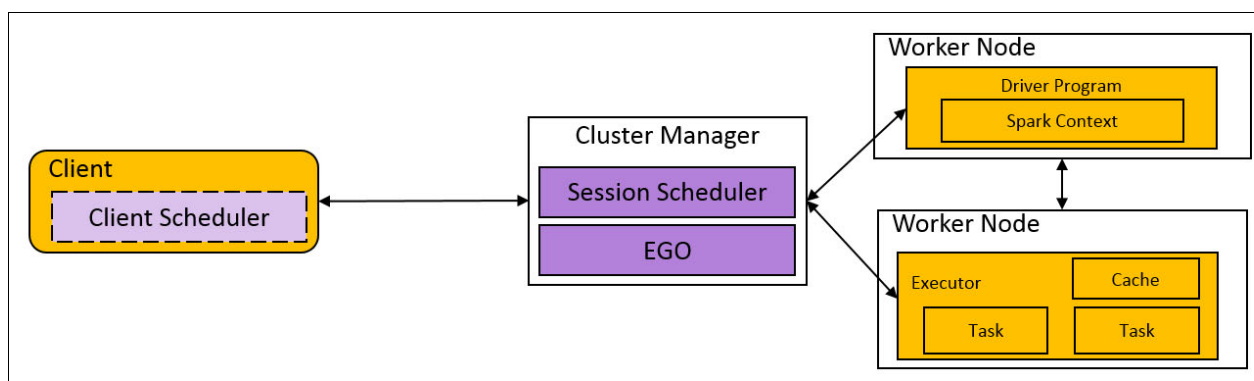 Client
Client Scheduler
Cluster Manager
Session Scheduler
EGO
Worker Node
Driver Program
Spark Context
Worker Node
Executor
Cache
Task
Task